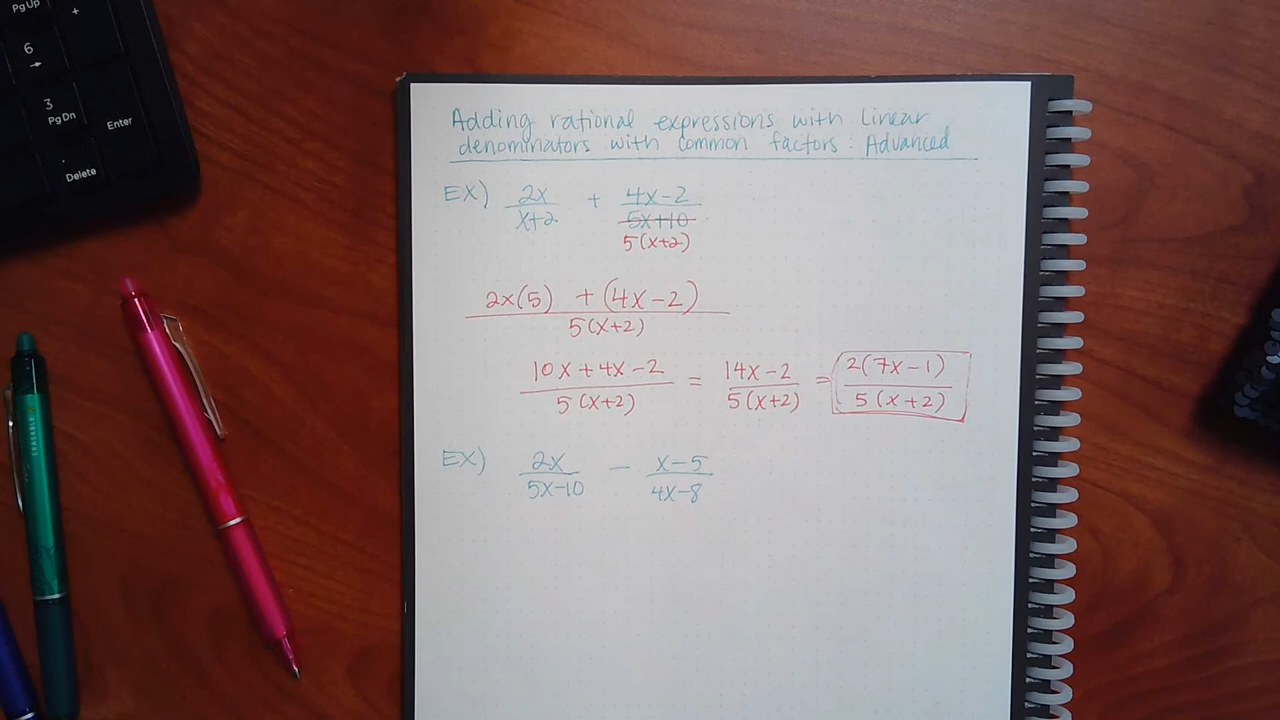 PgUp
+
6
3
PgDn
Enter
Delete
ERASABLE
Adding rational expressions with Linear
denominators with common factors : Advanced
EX) 2x/(x+2) + (4x-2)/(5x+10)
5(x+2)
(2x(5) + (4x-2))/(5(x+2))
(10x+4x-2)/(5(x+2)) = (14x-2)/(5(x+2)) = (2(7x-1))/(5(x+2))
EX) 2x/(5x-10) - (x-5)/(4x-8)